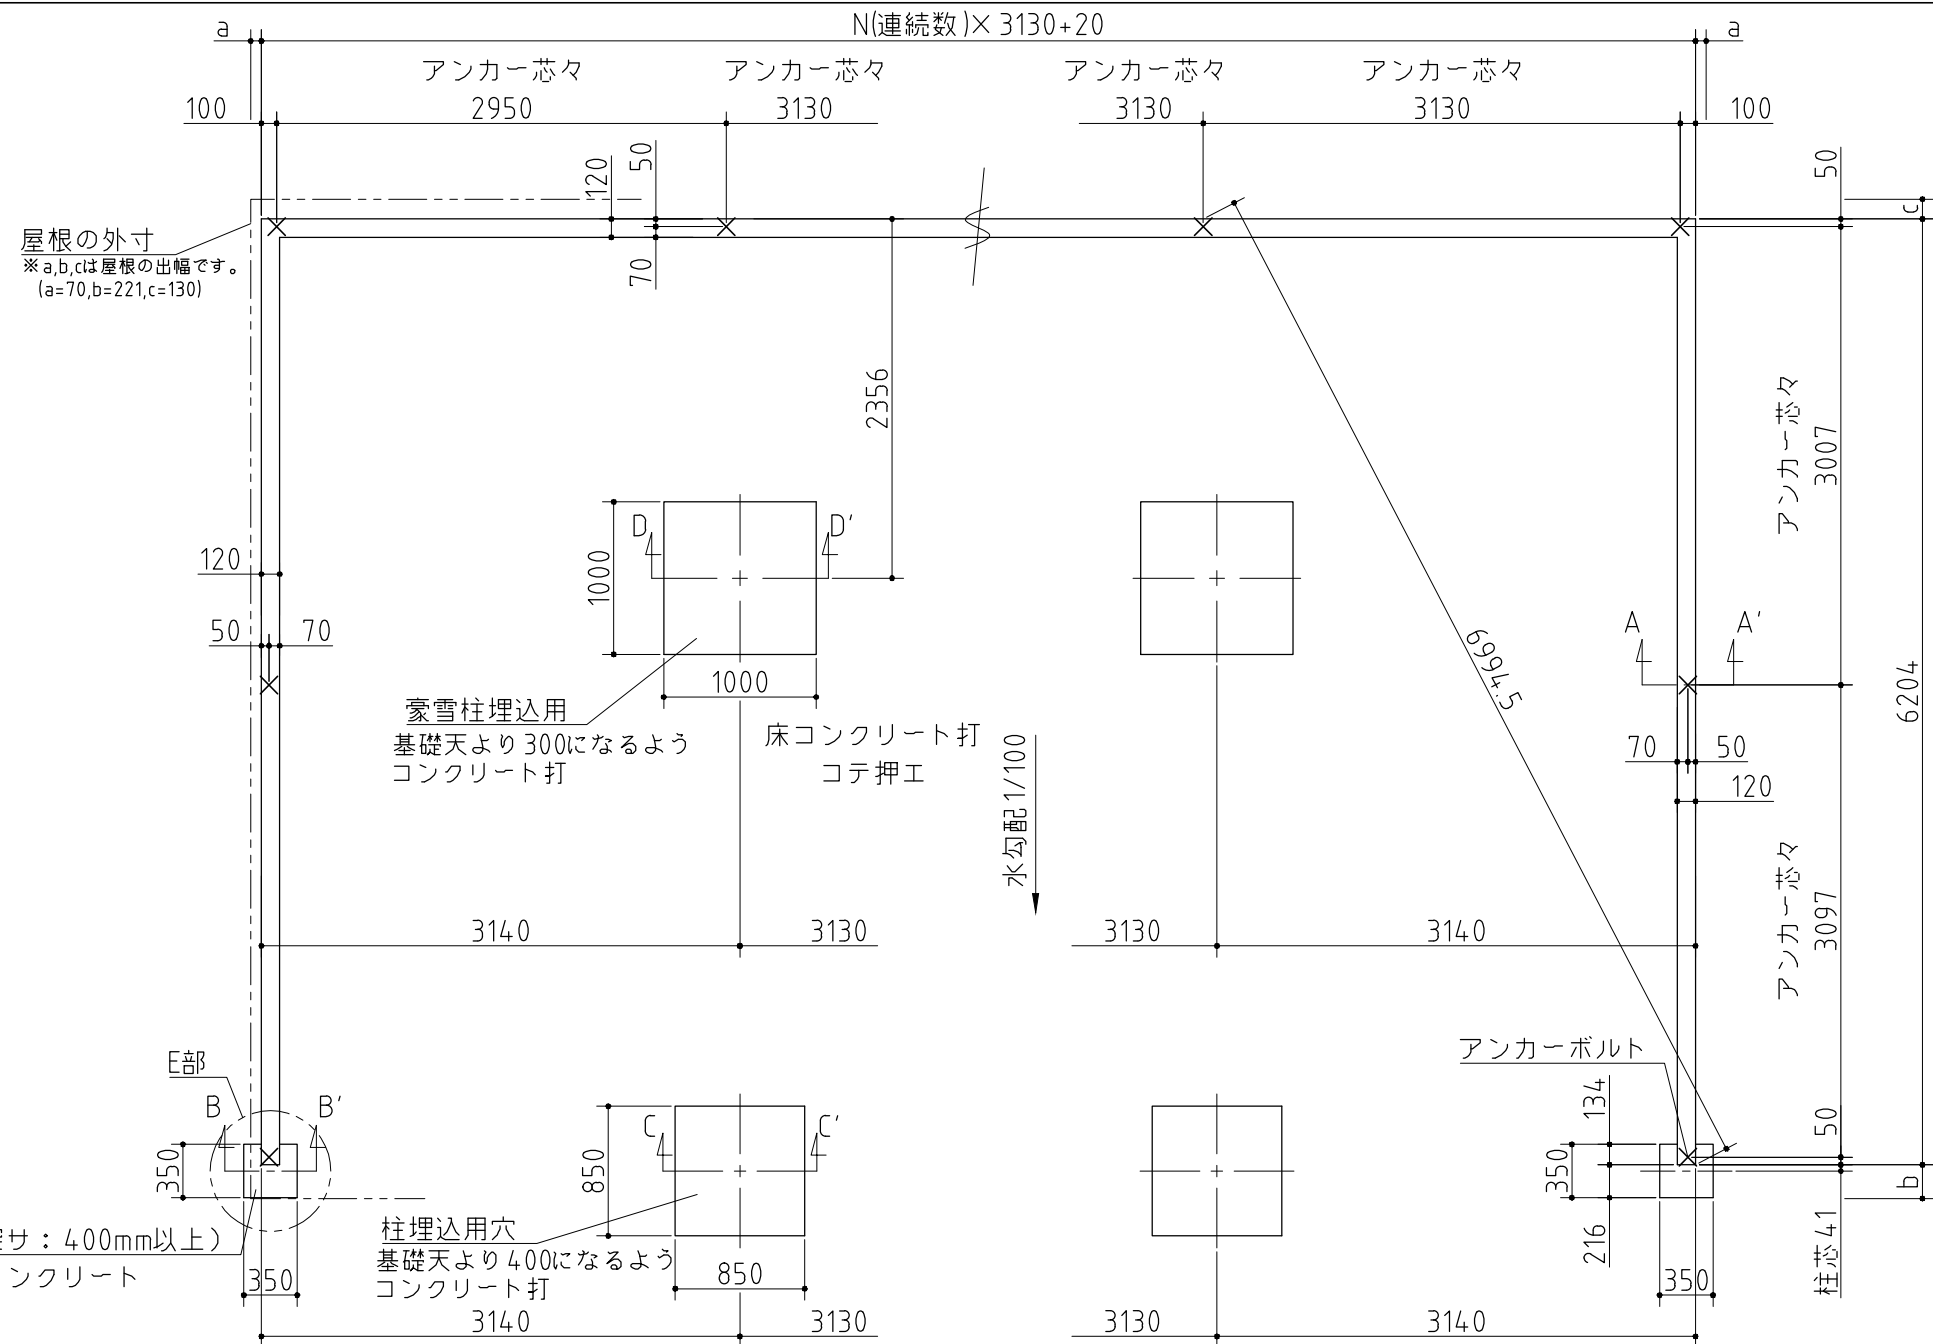 a
N(連続数)×3130+20
a
アンカー芯々
アンカー芯々
アンカー芯々
アンカー芯々
100
2950
3130
3130
3130
100
120
50
50
c
屋根の外寸
※a,b,cは屋根の出幅です。
(a=70,b=221,c=130)
70
2356
アンカー芯々
3007
D
D'
120
1000
50
70
A
A'
6994.5
6204
1000
豪雪柱埋込用
基礎天より300になるよう
コンクリート打
床コンクリート打
コテ押エ
水勾配1/100
70
50
120
アンカー芯々
3097
3140
3130
3130
3140
E部
アンカーボルト
B
B'
C
C'
134
50
350
850
350
b
サ:400mm以上)
ンクリート
350
柱埋込用穴
基礎天より400になるよう
コンクリート打
850
216
350
柱芯41
3140
3130
3130
3140